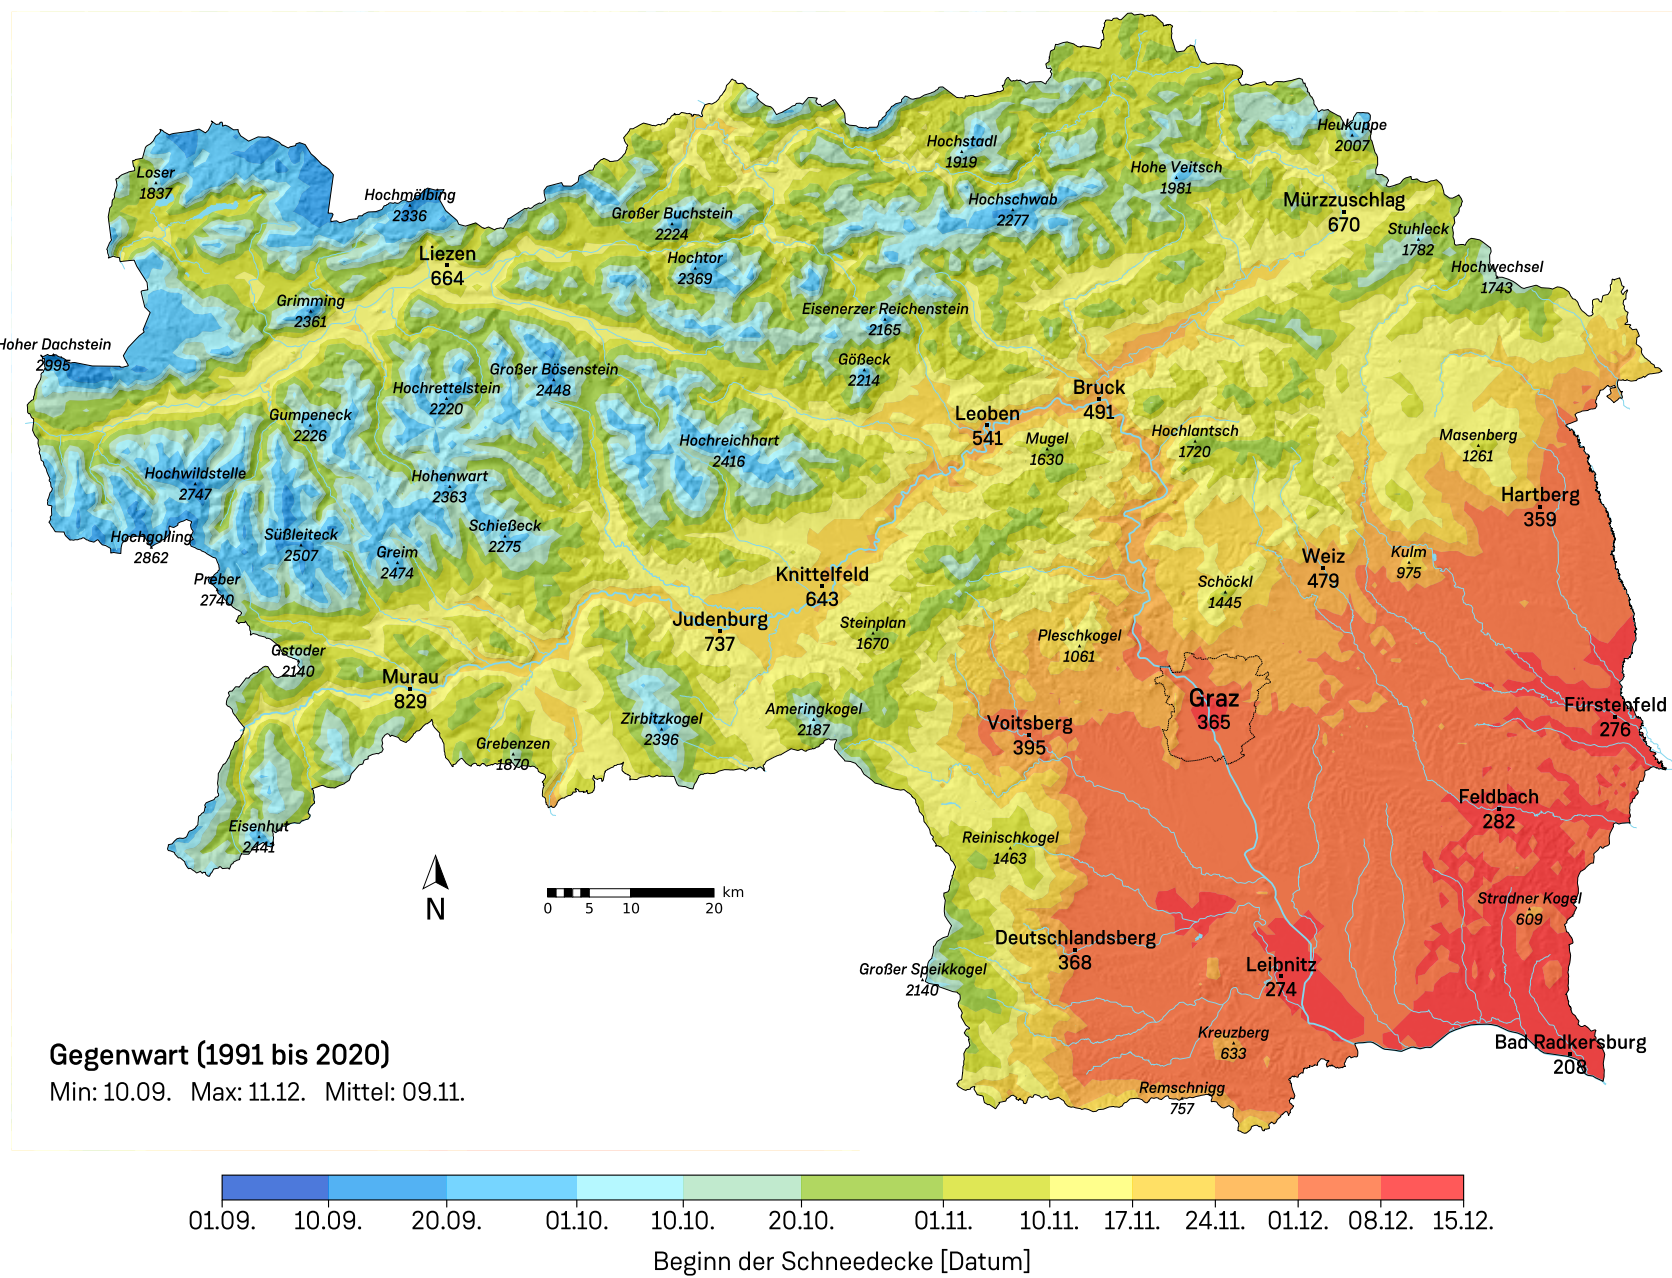 Heukuppe
2007
Hochstadl
1919
Hohe Veitsch
1981
Loser
1837
Hochmölbing
2336
Hochschwab
2277
Mürzzuschlag
670
Großer Buchstein
2224
Stuhleck
1782
Liezen
664
Hochtor
2369
Hochwechsel
1743
Grimming
2361
Eisenerzer Reichenstein
2165
Hoher Dachstein
2995
Großer Bösenstein
2448
Gößeck
2214
Hochrettelstein
2220
Bruck
491
Gumpeneck
2226
Leoben
541
Hochreichhart
2416
Mugel
1630
Hochlantsch
1720
Masenberg
1261
Hochwildstelle
2747
Hohenwart
2363
Hartberg
359
Hochgolling
2862
Süßleiteck
2507
Schießeck
2275
Greim
2474
Weiz
479
Kulm
975
Preber
2740
Knittelfeld
643
Schöckl
1445
Judenburg
737
Steinplan
1670
Pleschkogel
1061
Gstoder
2140
Murau
829
Graz
365
Zirbitzkogel
2396
Ameringkogel
2187
Voitsberg
395
Fürstenfeld
276
Grebenzen
1870
Feldbach
282
Eisenhut
2441
Reinischkogel
1463
Stradner Kogel
609
km
0 5 10 20
N
Deutschlandsberg
368
Großer Speikkogel
2140
Leibnitz
274
Kreuzberg
633
Bad Radkersburg
208
Remschnigg
757
Gegenwart (1991 bis 2020)
Min: 10.09. Max: 11.12. Mittel: 09.11.
01.09. 10.09. 20.09. 01.10. 10.10. 20.10. 01.11. 10.11. 17.11. 24.11. 01.12. 08.12. 15.12.
Beginn der Schneedecke [Datum]